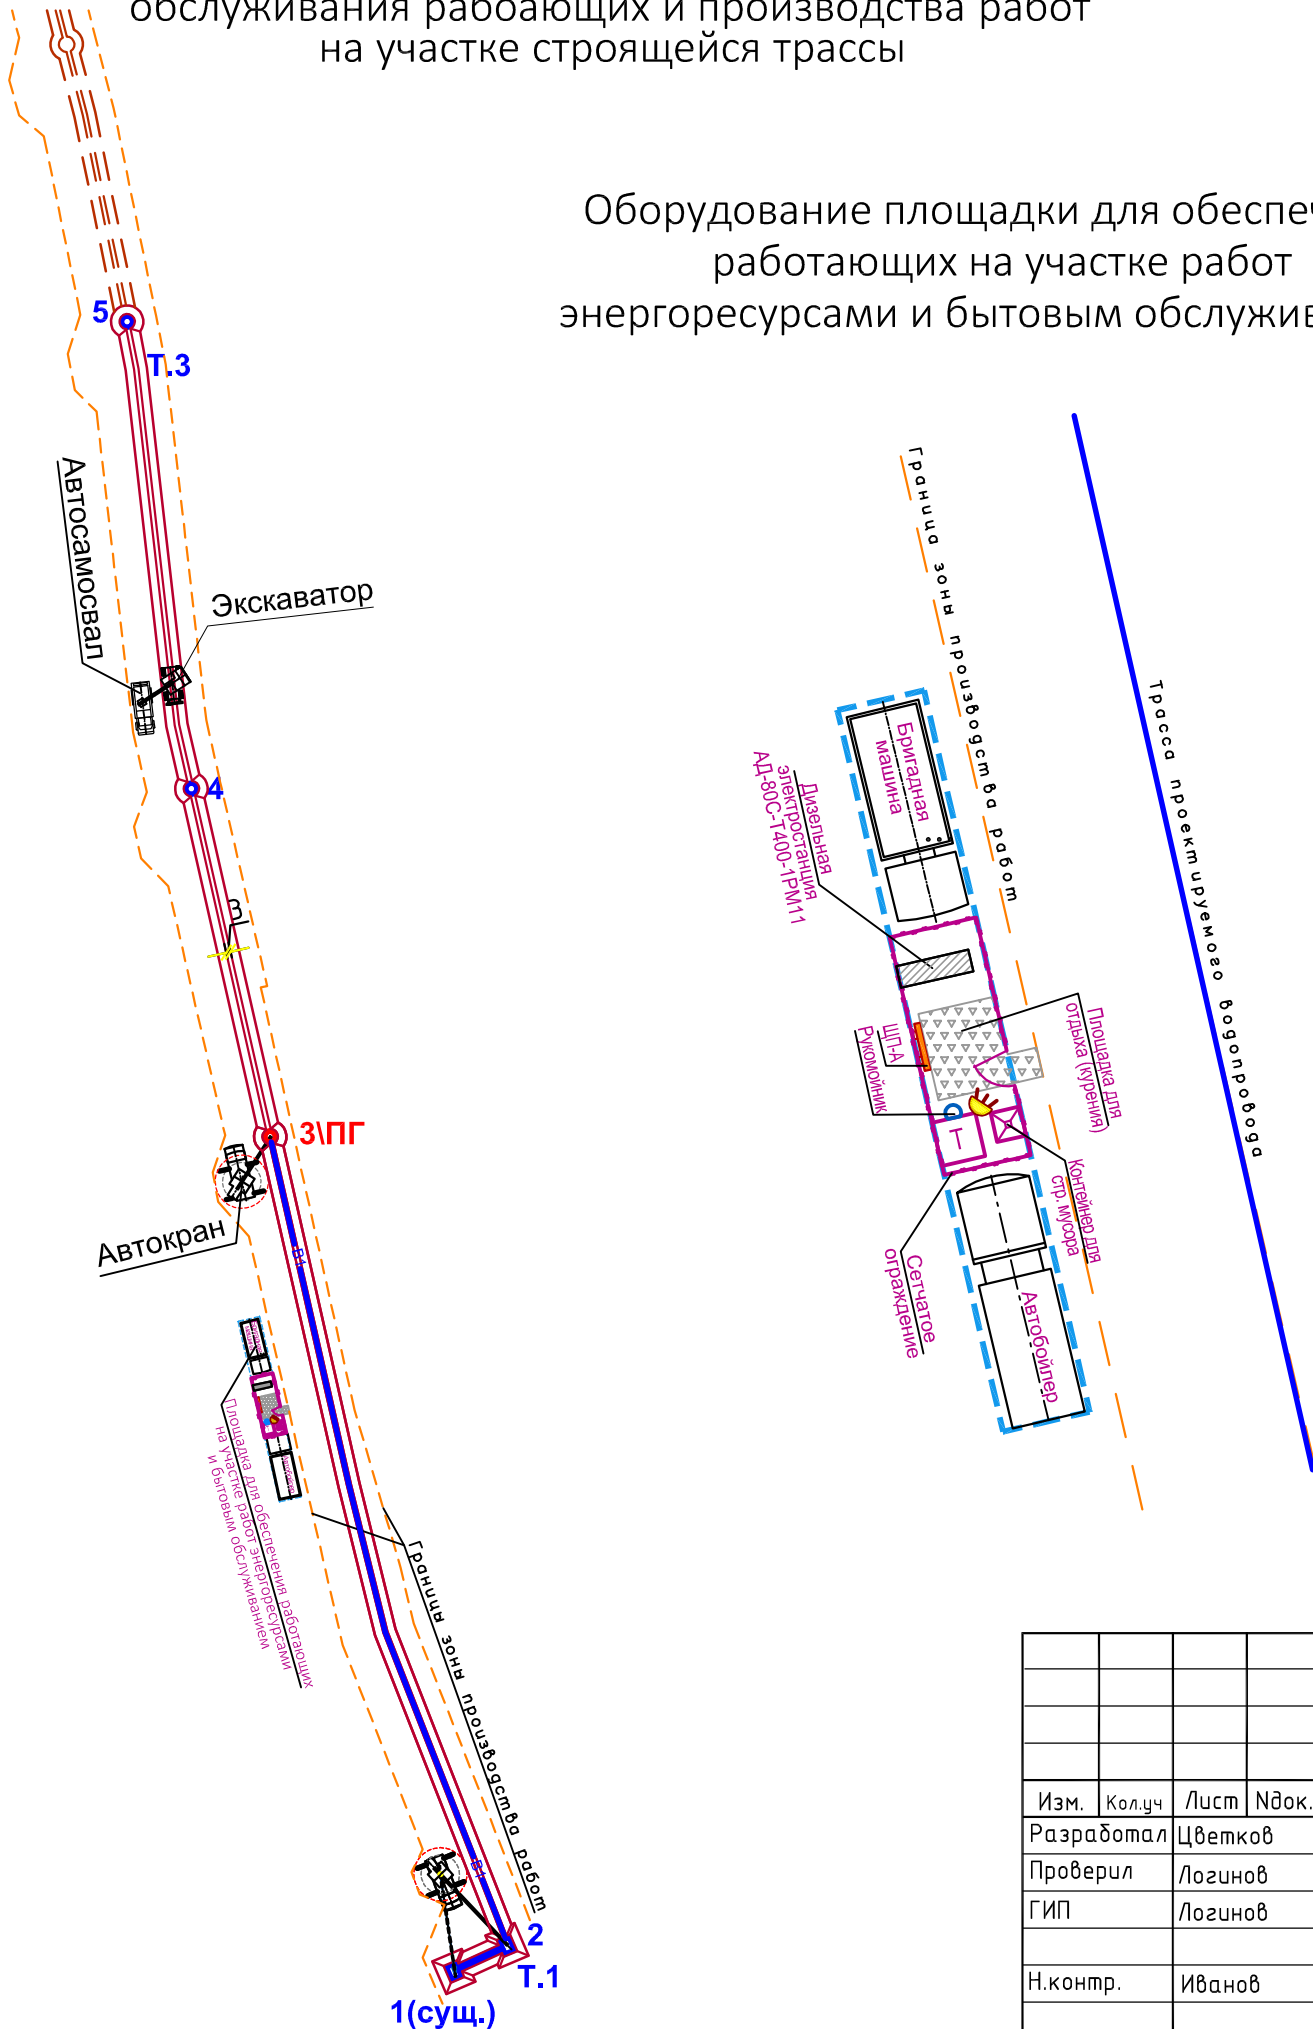 обслуживания рабоающих и производства работ
на участке строящейся трассы
Оборудование площадки для обеспеч
работающих на участке работ
энергоресурсами и бытовым обслужив
5
Т.3
Автосамосвал
Экскаватор
4
3\ПГ
Автокран
В1
Площадка для обеспечения работающих
на участке работ энергоресурсами
и бытовым обслуживанием
Границы зоны производства работ
В1
2
Т.1
1(сущ.)
Граница зоны производства работ
Трасса проектируемого водопровода
Бригадная
машина
Дизельная
электростанция
АД-80С-Т400-1РМ11
Площадка для
отдыха (курения)
ЩП-А
Рукомойник
Контейнер для
стр. мусора
Сетчатое
ограждение
Автобойлер
Изм. Кол.уч Лист Nдок.
Разработал Цветков
Проверил Логинов
ГИП Логинов
Н.контр. Иванов